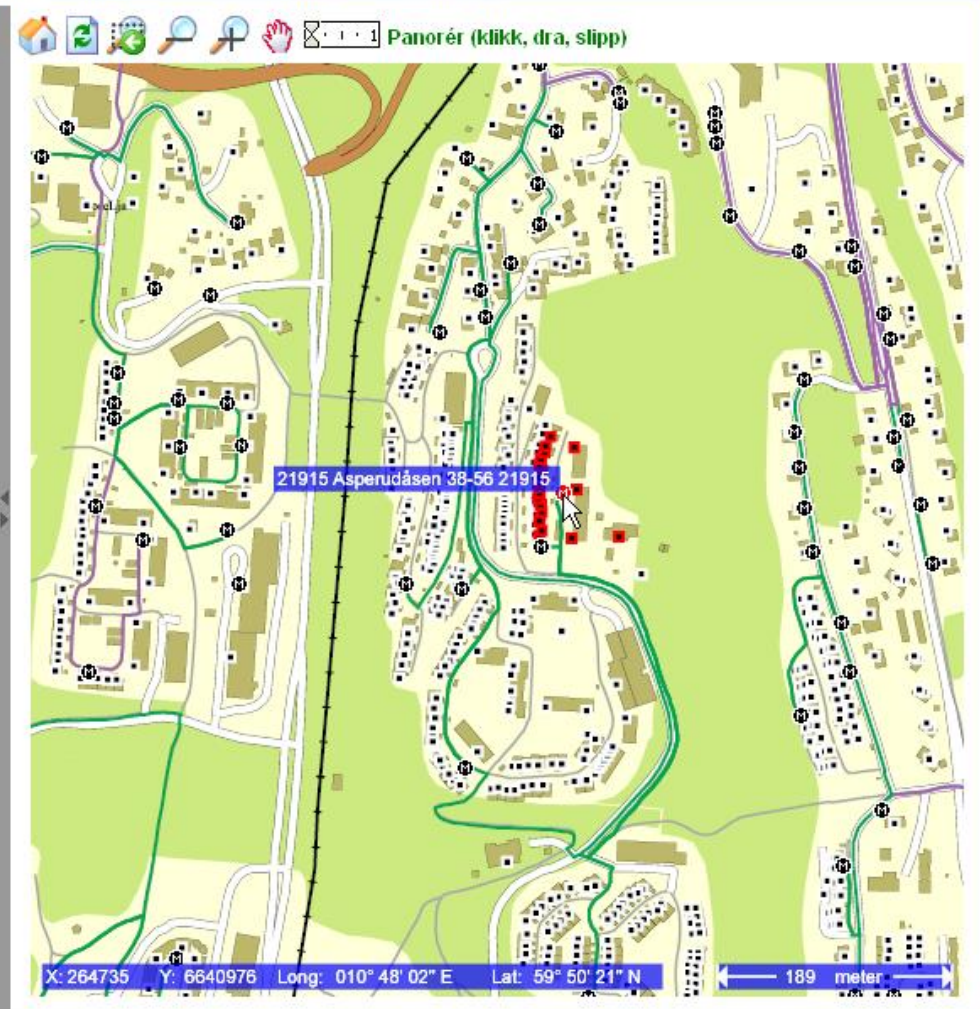 1 Panorér (klikk, dra, slipp)
21915 Asperudåsen 38-56 21915
X: 264735 Y: 6640976 Long: 010° 48' 02" E Lat: 59° 50' 21" N
189 meter